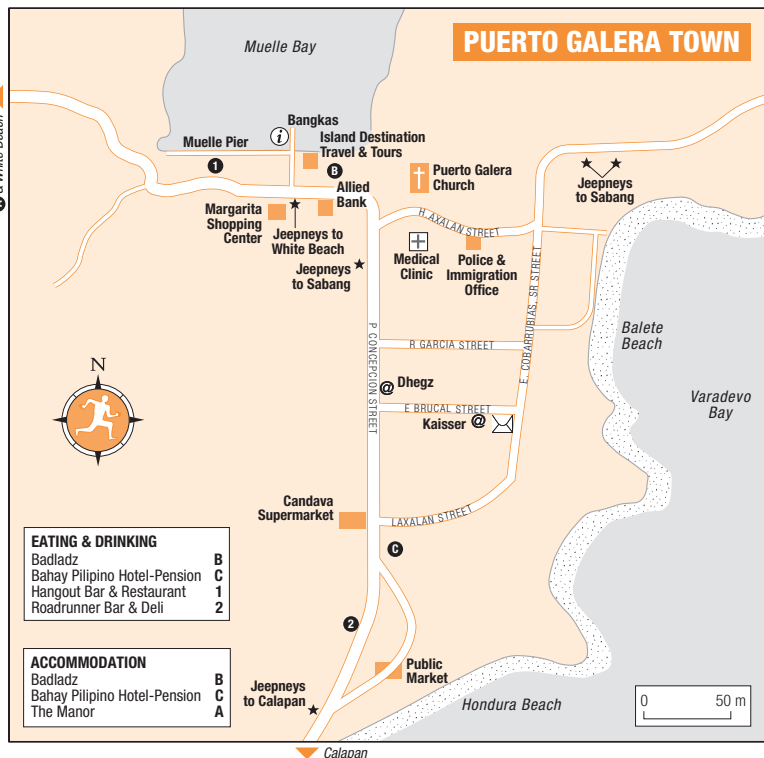 PUERTO GALERA TOWN
Muelle Bay
& White Beach
Bangkas
i
Muelle Pier
1
Island Destination
Travel & Tours
B
Puerto Galera
Church
Jeepneys
to Sabang
Allied
Bank
Margarita
Shopping
Center
Jeepneys to
White Beach
H AXALAN STREET
Medical
Clinic
Police &
Immigration
Office
Jeepneys
to Sabang
E. COBARRUBIAS, SR STREET
P CONCEPCION STREET
R GARCIA STREET
Balete
Beach
Varadevo
Bay
N
@ Dhegz
E BRUCAL STREET
Kaisser @
Candava
Supermarket
LAXALAN STREET
C
EATING & DRINKING
Badladz B
Bahay Pilipino Hotel-Pension C
Hangout Bar & Restaurant 1
Roadrunner Bar & Deli 2
2
ACCOMMODATION
Badladz B
Bahay Pilipino Hotel-Pension C
The Manor A
Public
Market
Jeepneys
to Calapan
Hondura Beach
0 50 m
Calapan